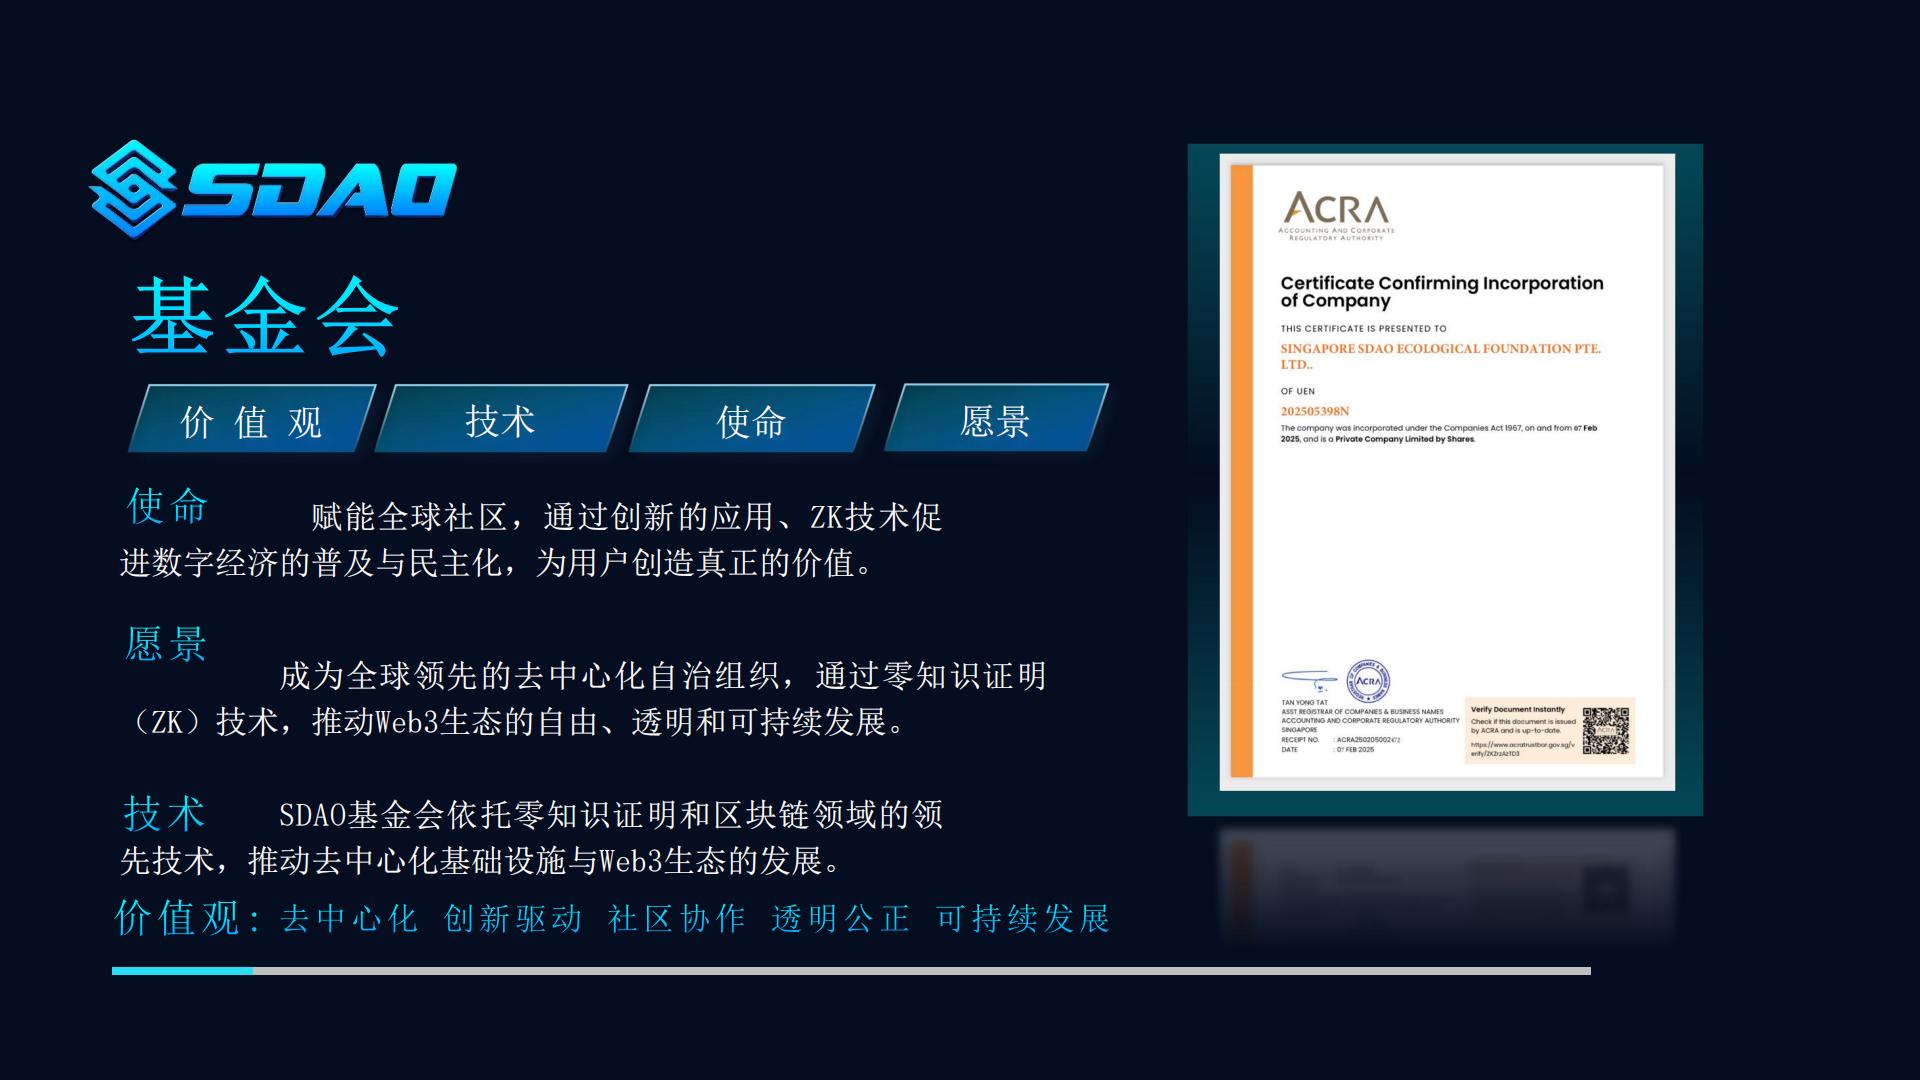 SDAO
基金会
价 值 观
技术
使命
愿景
使命
赋能全球社区，通过创新的应用、ZK技术促
进数字经济的普及与民主化，为用户创造真正的价值。
愿景
成为全球领先的去中心化自治组织，通过零知识证明
（ZK）技术，推动Web3生态的自由、透明和可持续发展。
技术
SDAO基金会依托零知识证明和区块链领域的领
先技术，推动去中心化基础设施与Web3生态的发展。
价值观：去中心化 创新驱动 社区协作 透明公正 可持续发展
ACRA
ACCOUNTING AND CORPORATE
REGULATORY AUTHORITY
Certificate Confirming Incorporation
of Company
THIS CERTIFICATE IS PRESENTED TO
SINGAPORE SDAO ECOLOGICAL FOUNDATION PTE.
LTD..
OF UEN
202505398N
The company was incorporated under the Companies Act 1967, on and from 07 Feb
2025, and is a Private Company Limited by Shares.
ACRA
TAN YONG TAT
ASST REGISTRAR OF COMPANIES & BUSINESS NAMES
ACCOUNTING AND CORPORATE REGULATORY AUTHORITY
SINGAPORE
RECEIPT NO. : ACRA250205002472
DATE : 07 FEB 2025
Verify Document Instantly
Check if this document is issued
by ACRA and is up-to-date.
https://www.acratrustbar.gov.sg/v